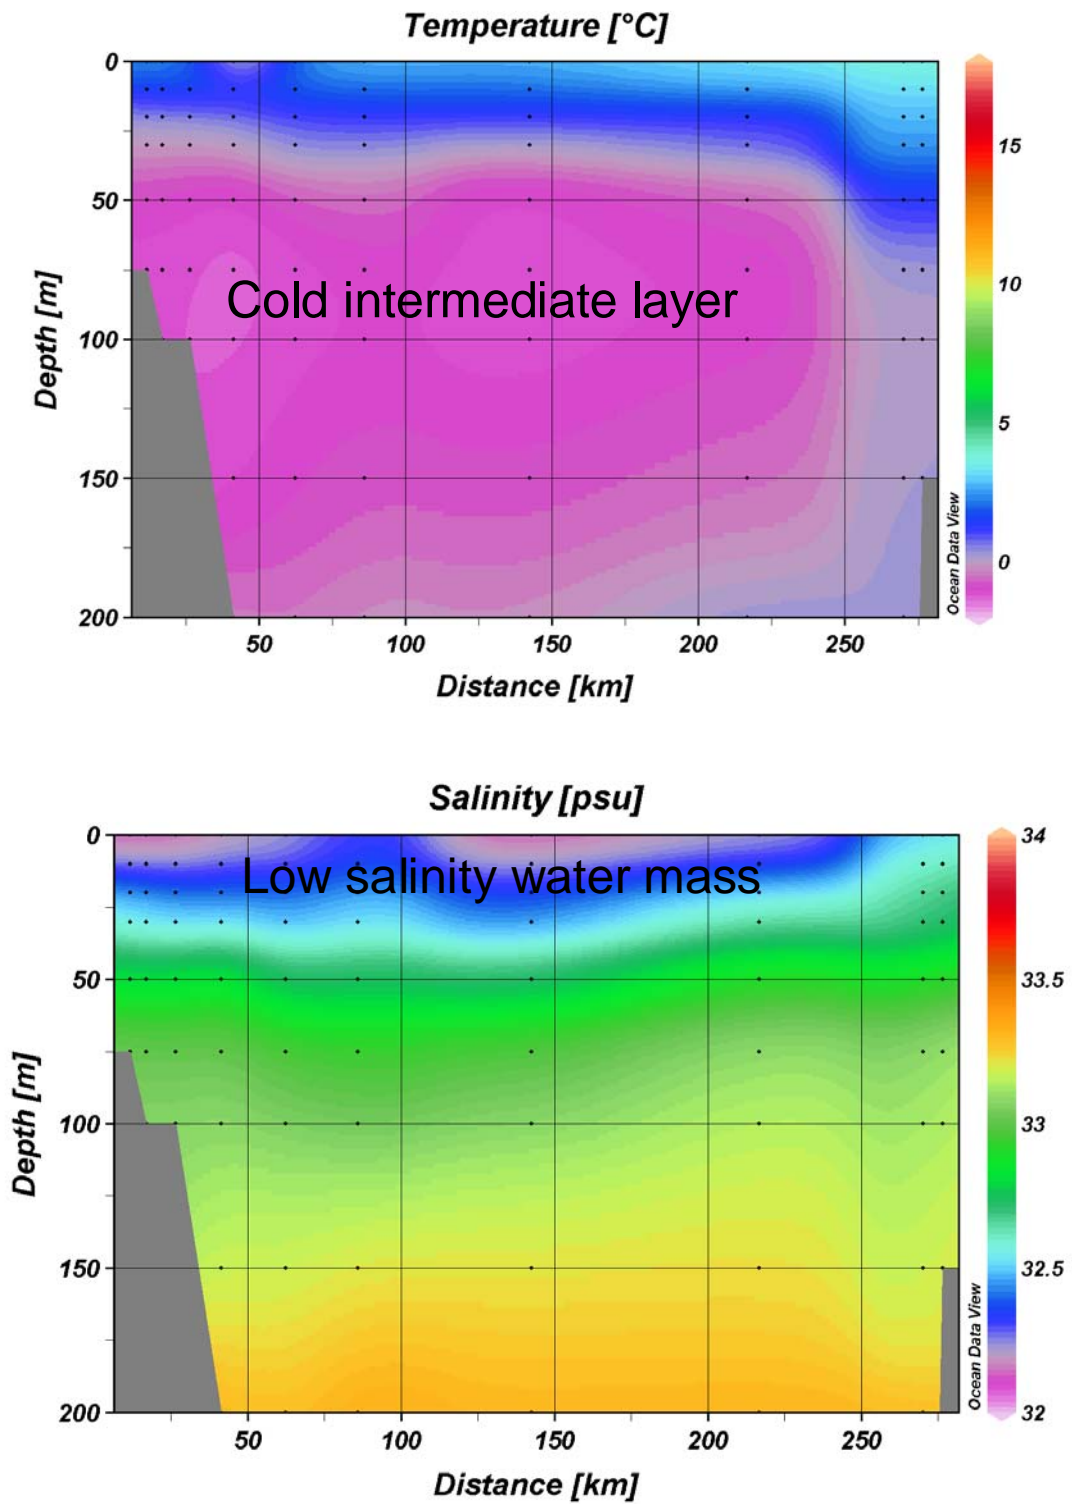 Temperature [°C]
0
50
100
150
200
Depth [m]
Cold intermediate layer
50
100
150
200
250
Distance [km]
15
10
5
0
Ocean Data View
Salinity [psu]
0
50
100
150
200
Depth [m]
Low salinity water mass
50
100
150
200
250
Distance [km]
34
33.5
33
32.5
32
Ocean Data View